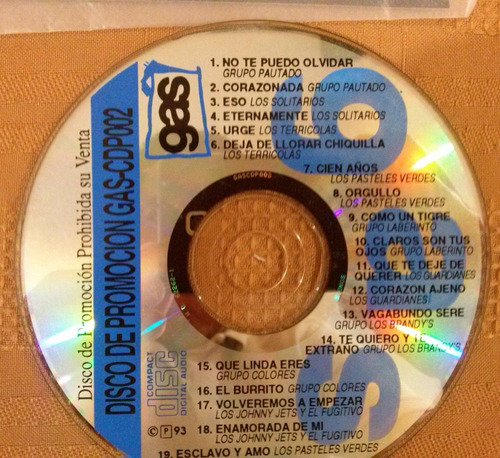 1. NO TE PUEDO OLVIDAR
GRUPO PAUTADO
2. CORAZONADA GRUPO PAUTADO
3. ESO LOS SOLITARIOS
4. ETERNAMENTE LOS SOLITARIOS
5. URGE LOS TERRICOLAS
6. DEJA DE LLORAR CHIQUILLA
LOS TERRICOLAS
7. CIEN AÑOS
LOS PASTELES VERDES
8. ORGULLO
LOS PASTELES VERDES
9. COMO UN TIGRE
GRUPO LABERINTO
10. CLAROS SON TUS
OJOS GRUPO LABERINTO
11. QUE TE DEJE DE
QUERER LOS GUARDIANES
12. CORAZON AJENO
LOS GUARDIANES
13. VAGABUNDO SERE
GRUPO LOS BRANDY'S
14. TE QUIERO Y TE
EXTRAÑO GRUPO LOS BRANDY'S
15. QUE LINDA ERES
GRUPO COLORES
16. EL BURRITO GRUPO COLORES
17. VOLVEREMOS A EMPEZAR
LOS JOHNNY JETS Y EL FUGITIVO
18. ENAMORADA DE MI
LOS JOHNNY JETS Y EL FUGITIVO
19. ESCLAVO Y AMO LOS PASTELES VERDES
gas
Disco de Promoción Prohibida su Venta
DISCO DE PROMOCION GAS-CDP002
COMPACT
disc
DIGITAL AUDIO
© Ⓟ 93